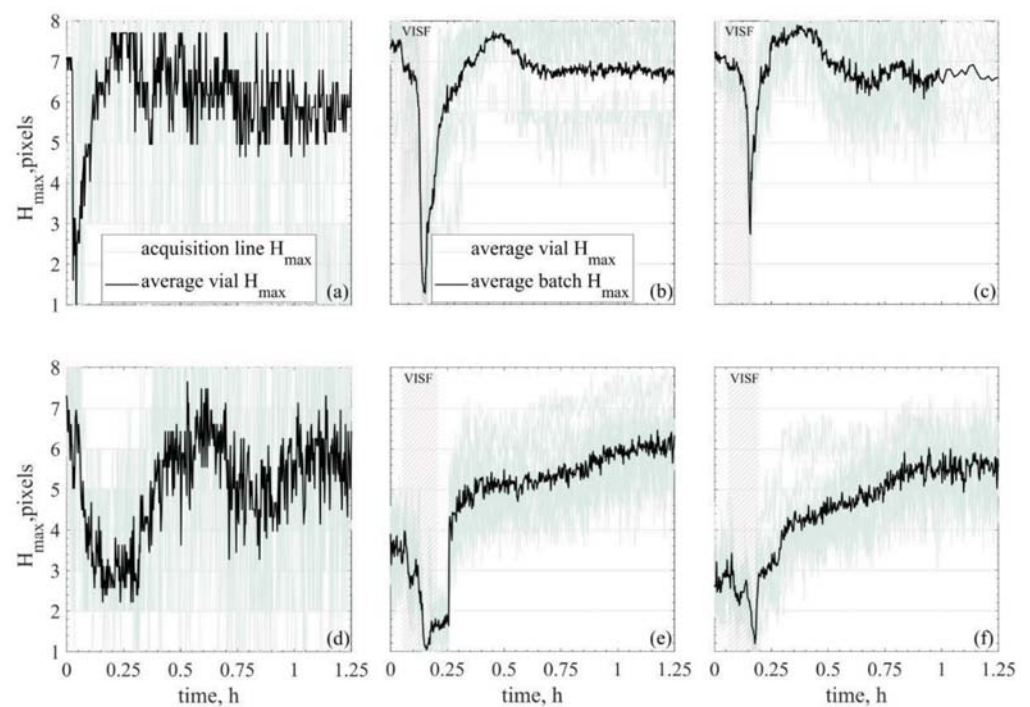 8
7
6
5
4
3
2
1
H_max,pixels
acquisition line H_max
average vial H_max
(a)
VISF
average vial H_max
average batch H_max
(b)
VISF
(c)
8
7
6
5
4
3
2
1
H_max,pixels
(d)
0 0.25 0.5 0.75 1 1.25
time, h
VISF
(e)
0 0.25 0.5 0.75 1 1.25
time, h
VISF
(f)
0 0.25 0.5 0.75 1 1.25
time, h